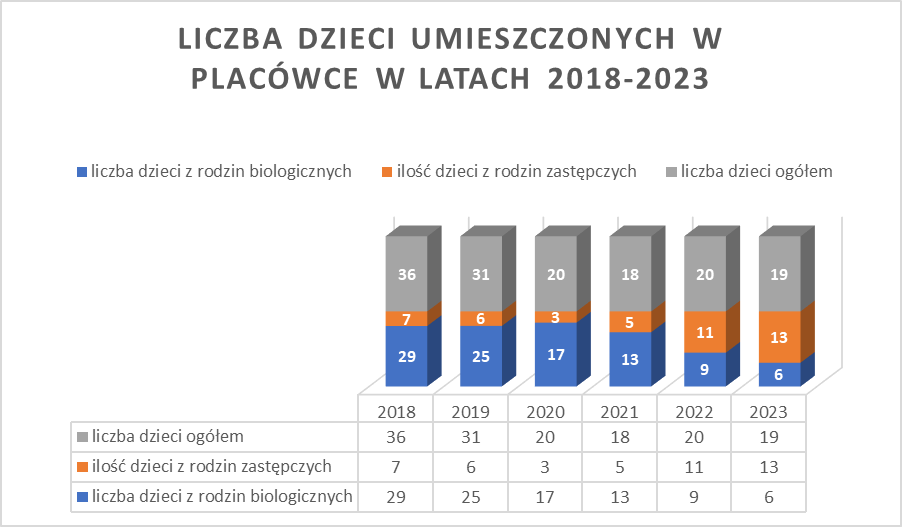 LICZBA DZIECI UMIESZCZONYCH W
PLACÓWCE W LATACH 2018-2023
liczba dzieci z rodzin biologicznych ilość dzieci z rodzin zastępczych liczba dzieci ogółem
36 31 20 18 20 19
7 6 3 5 11 13
29 25 17 13 9 6
2018 2019 2020 2021 2022 2023
liczba dzieci ogółem 36 31 20 18 20 19
ilość dzieci z rodzin zastępczych 7 6 3 5 11 13
liczba dzieci z rodzin biologicznych 29 25 17 13 9 6